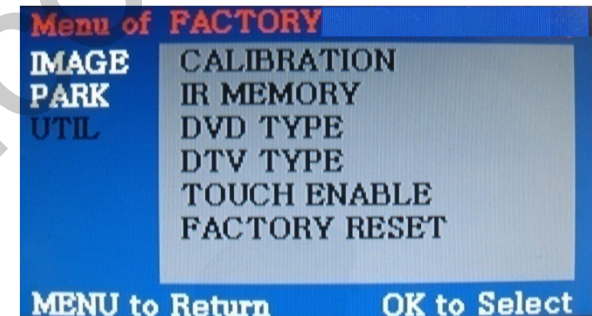 Menu of FACTORY
IMAGE
PARK
UTIL
CALIBRATION
IR MEMORY
DVD TYPE
DTV TYPE
TOUCH ENABLE
FACTORY RESET
MENU to Return OK to Select